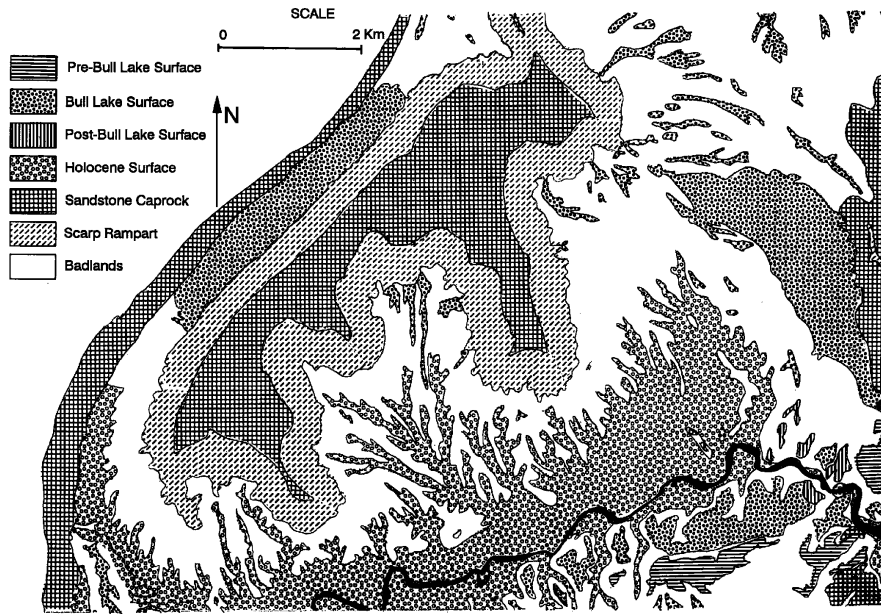 SCALE
0 2 Km
N
Pre-Bull Lake Surface
Bull Lake Surface
Post-Bull Lake Surface
Holocene Surface
Sandstone Caprock
Scarp Rampart
Badlands